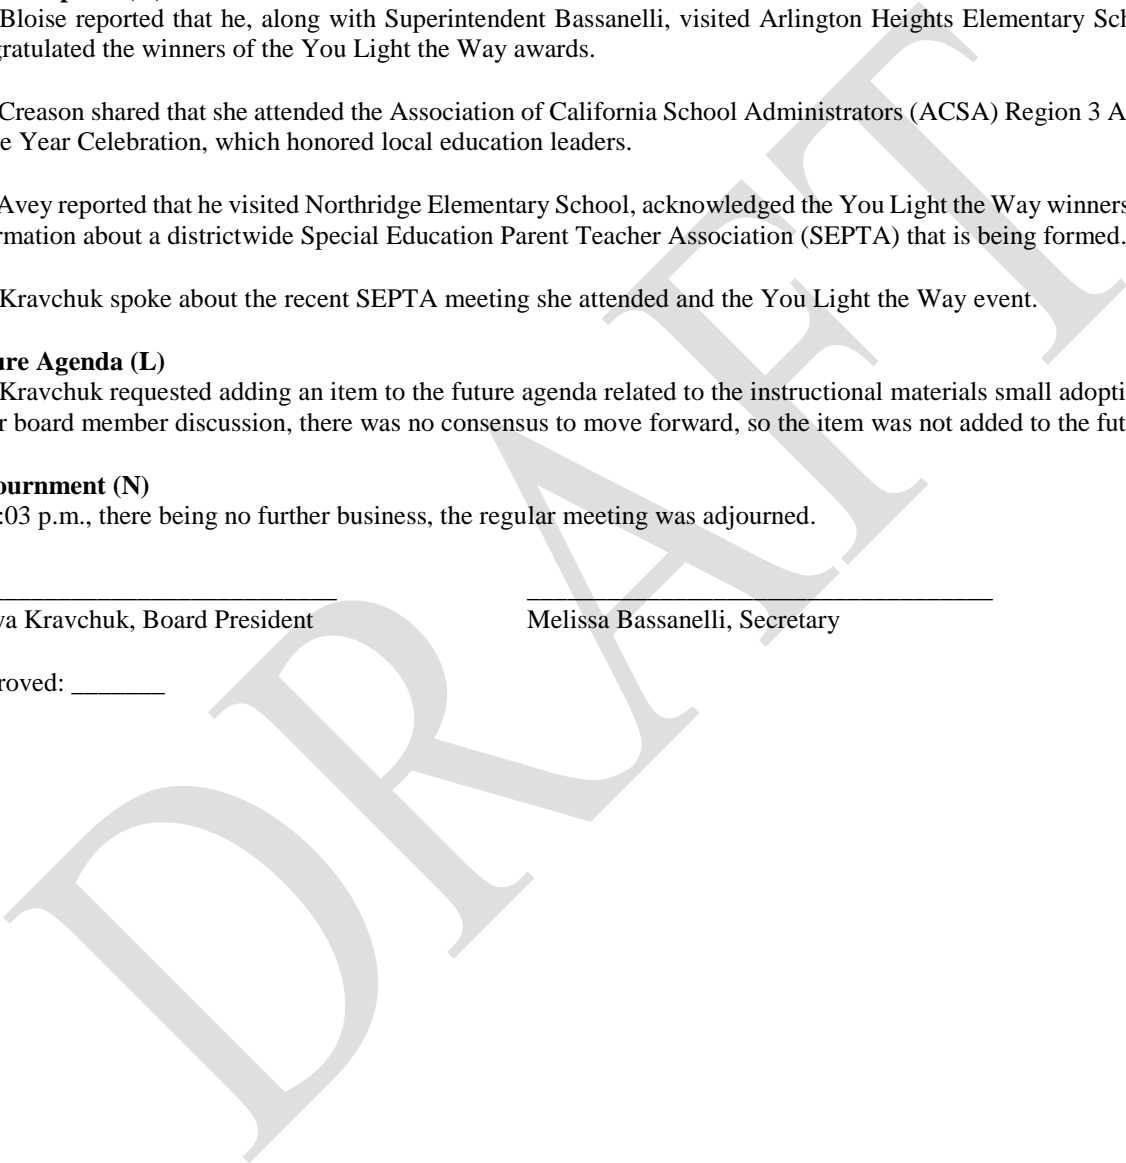 Bloise reported that he, along with Superintendent Bassanelli, visited Arlington Heights Elementary Sch
gratulated the winners of the You Light the Way awards.
Creason shared that she attended the Association of California School Administrators (ACSA) Region 3 A
e Year Celebration, which honored local education leaders.
Avey reported that he visited Northridge Elementary School, acknowledged the You Light the Way winners
rmation about a districtwide Special Education Parent Teacher Association (SEPTA) that is being formed.
Kravchuk spoke about the recent SEPTA meeting she attended and the You Light the Way event.
ure Agenda (L)
Kravchuk requested adding an item to the future agenda related to the instructional materials small adopti
r board member discussion, there was no consensus to move forward, so the item was not added to the fut
ournment (N)
:03 p.m., there being no further business, the regular meeting was adjourned.
va Kravchuk, Board President
Melissa Bassanelli, Secretary
roved: _______
DRAFT